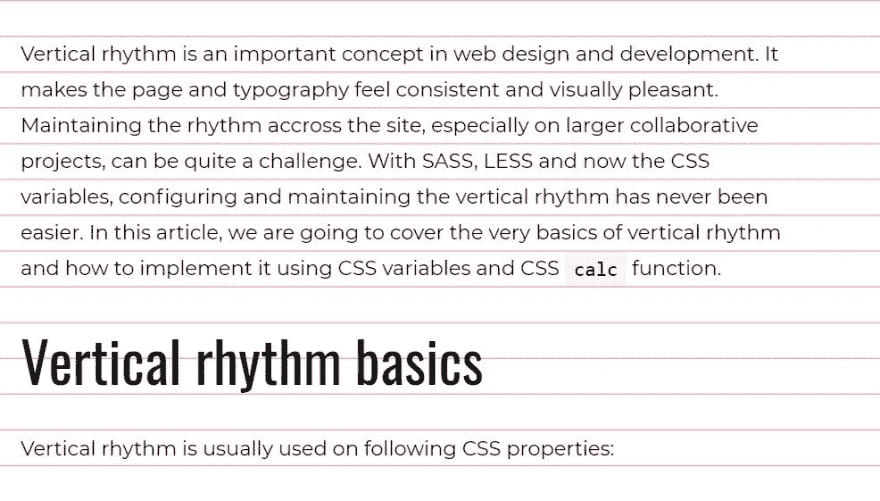 Vertical rhythm is an important concept in web design and development. It
makes the page and typography feel consistent and visually pleasant.
Maintaining the rhythm accross the site, especially on larger collaborative
projects, can be quite a challenge. With SASS, LESS and now the CSS
variables, configuring and maintaining the vertical rhythm has never been
easier. In this article, we are going to cover the very basics of vertical rhythm
and how to implement it using CSS variables and CSS calc function.
Vertical rhythm basics
Vertical rhythm is usually used on following CSS properties: